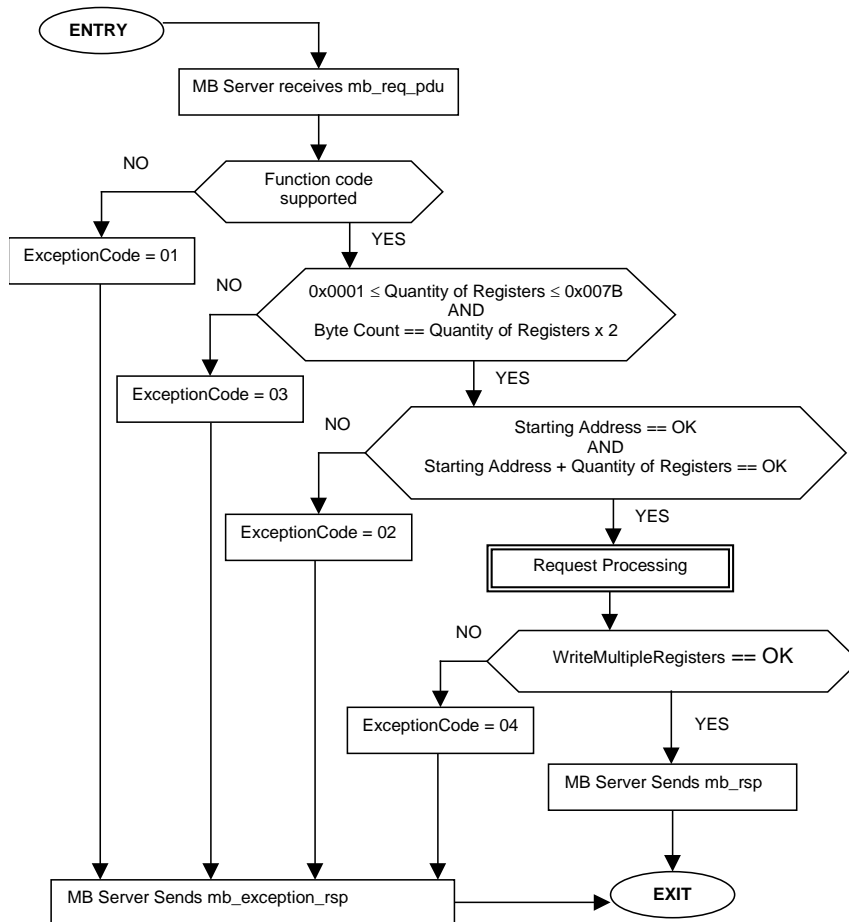 ENTRY
MB Server receives mb_req_pdu
NO
Function code
supported
YES
ExceptionCode = 01
NO
0x0001 ≤ Quantity of Registers ≤ 0x007B
AND
Byte Count == Quantity of Registers x 2
YES
ExceptionCode = 03
NO
Starting Address == OK
AND
Starting Address + Quantity of Registers == OK
YES
ExceptionCode = 02
Request Processing
NO
WriteMultipleRegisters == OK
YES
ExceptionCode = 04
MB Server Sends mb_rsp
MB Server Sends mb_exception_rsp
EXIT